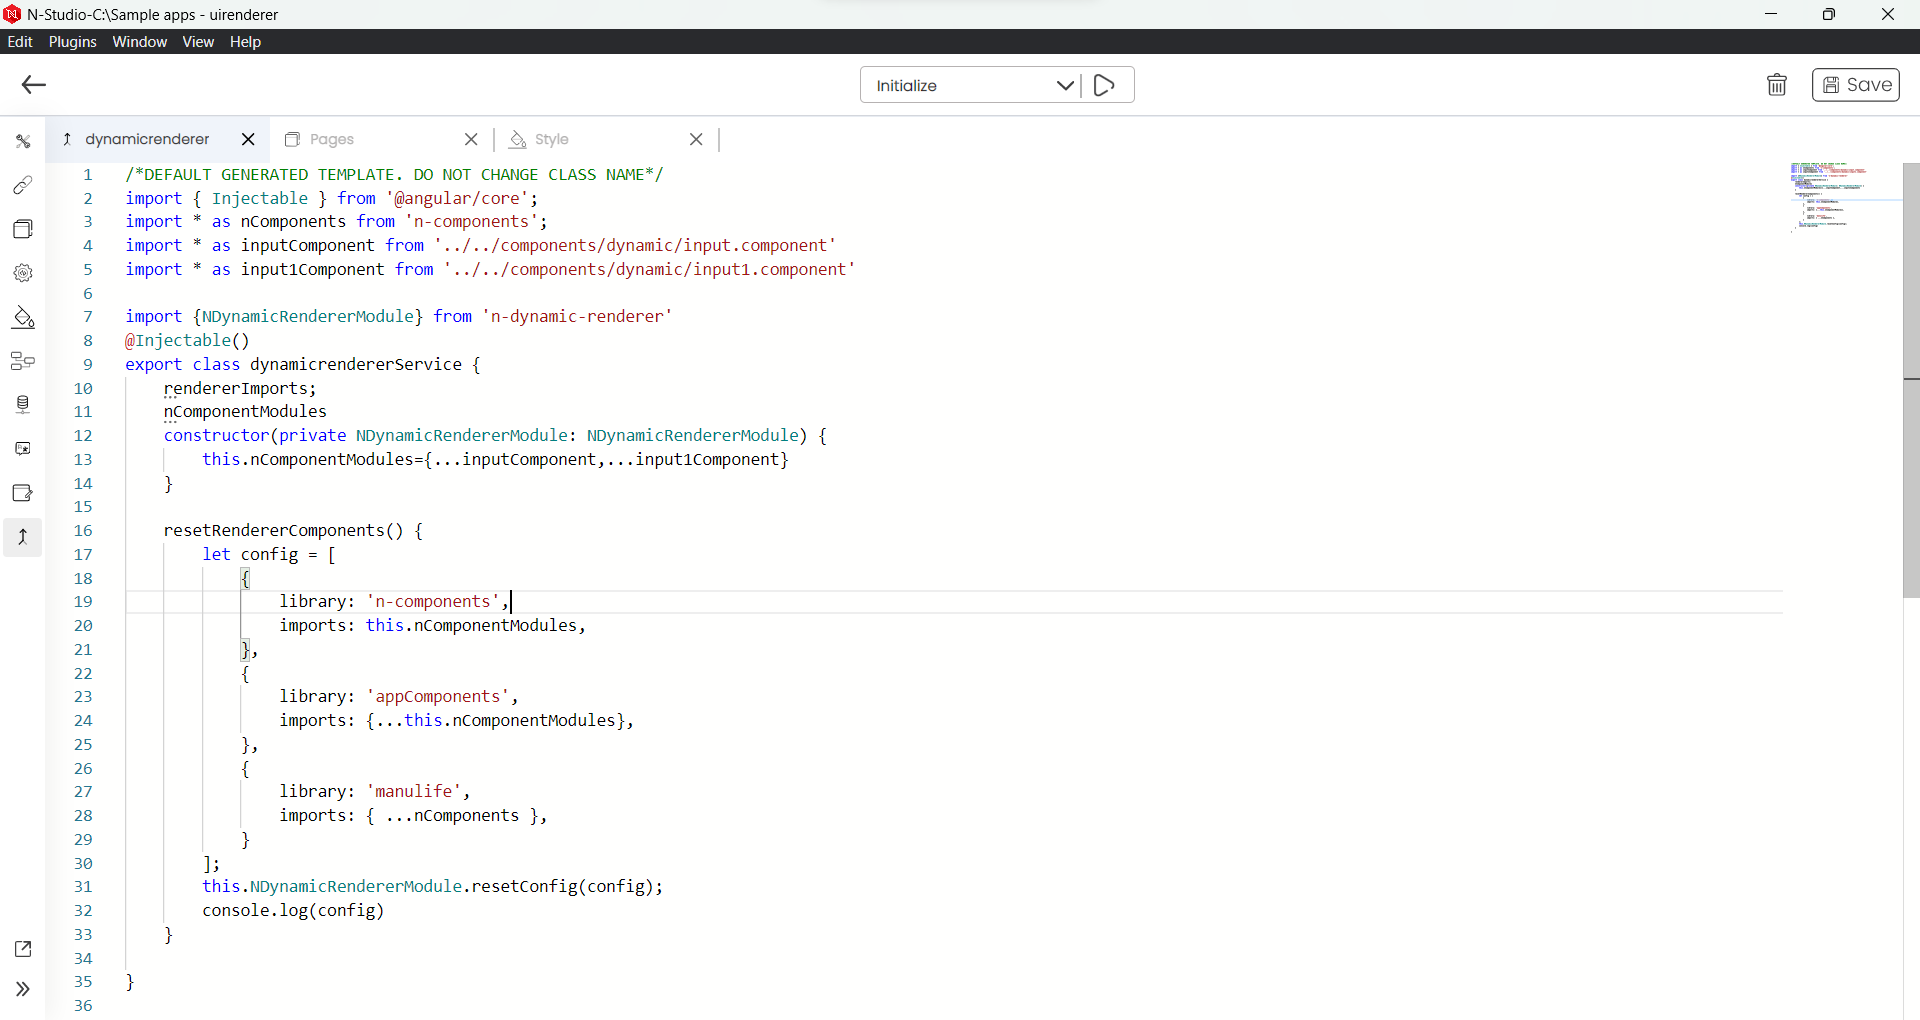 N-Studio-C:\Sample apps - uirenderer
Edit Plugins Window View Help
Initialize
Save
dynamicrenderer
Pages
Style
1 /*DEFAULT GENERATED TEMPLATE. DO NOT CHANGE CLASS NAME*/
2 import { Injectable } from '@angular/core';
3 import * as nComponents from 'n-components';
4 import * as inputComponent from '../../components/dynamic/input.component'
5 import * as input1Component from '../../components/dynamic/input1.component'
6
7 import {NDynamicRendererModule} from 'n-dynamic-renderer'
8 @Injectable()
9 export class dynamicrendererService {
10     rendererImports;
11     nComponentModules
12     constructor(private NDynamicRendererModule: NDynamicRendererModule) {
13         this.nComponentModules={...inputComponent,...input1Component}
14     }
15
16     resetRendererComponents() {
17         let config = [
18             {
19                 library: 'n-components',
20                 imports: this.nComponentModules,
21             },
22             {
23                 library: 'appComponents',
24                 imports: {...this.nComponentModules},
25             },
26             {
27                 library: 'manulife',
28                 imports: { ...nComponents },
29             }
30         ];
31         this.NDynamicRendererModule.resetConfig(config);
32         console.log(config)
33     }
34
35 }
36